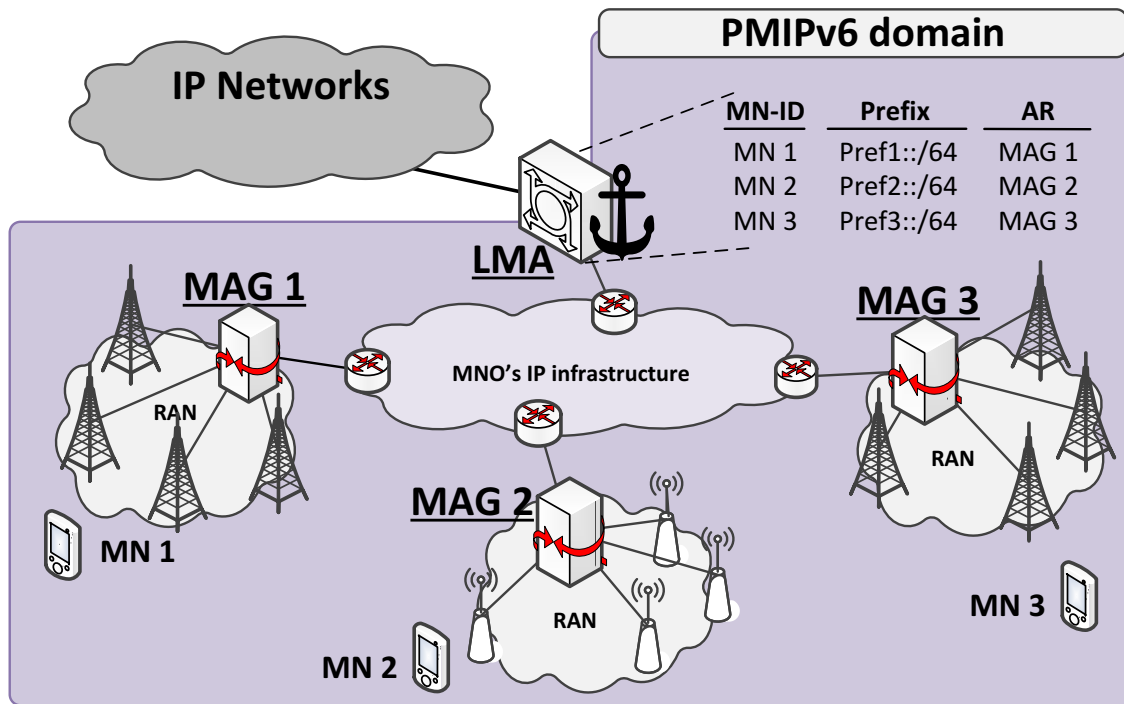 PMIPv6 domain
IP Networks
MN-ID Prefix AR
MN 1 Pref1::/64 MAG 1
MN 2 Pref2::/64 MAG 2
MN 3 Pref3::/64 MAG 3
LMA
MAG 1
MAG 3
MNO’s IP infrastructure
RAN
RAN
MAG 2
MN 1
MN 3
RAN
MN 2